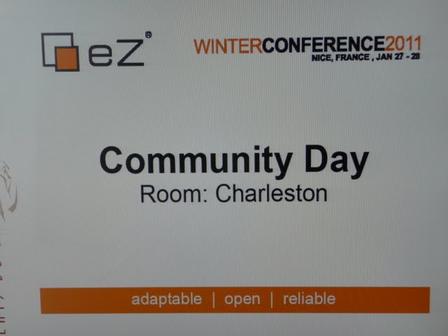 eZ®
WINTERCONFERENCE2011
NICE, FRANCE, JAN 27 - 28
Community Day
Room: Charleston
adaptable | open | reliable